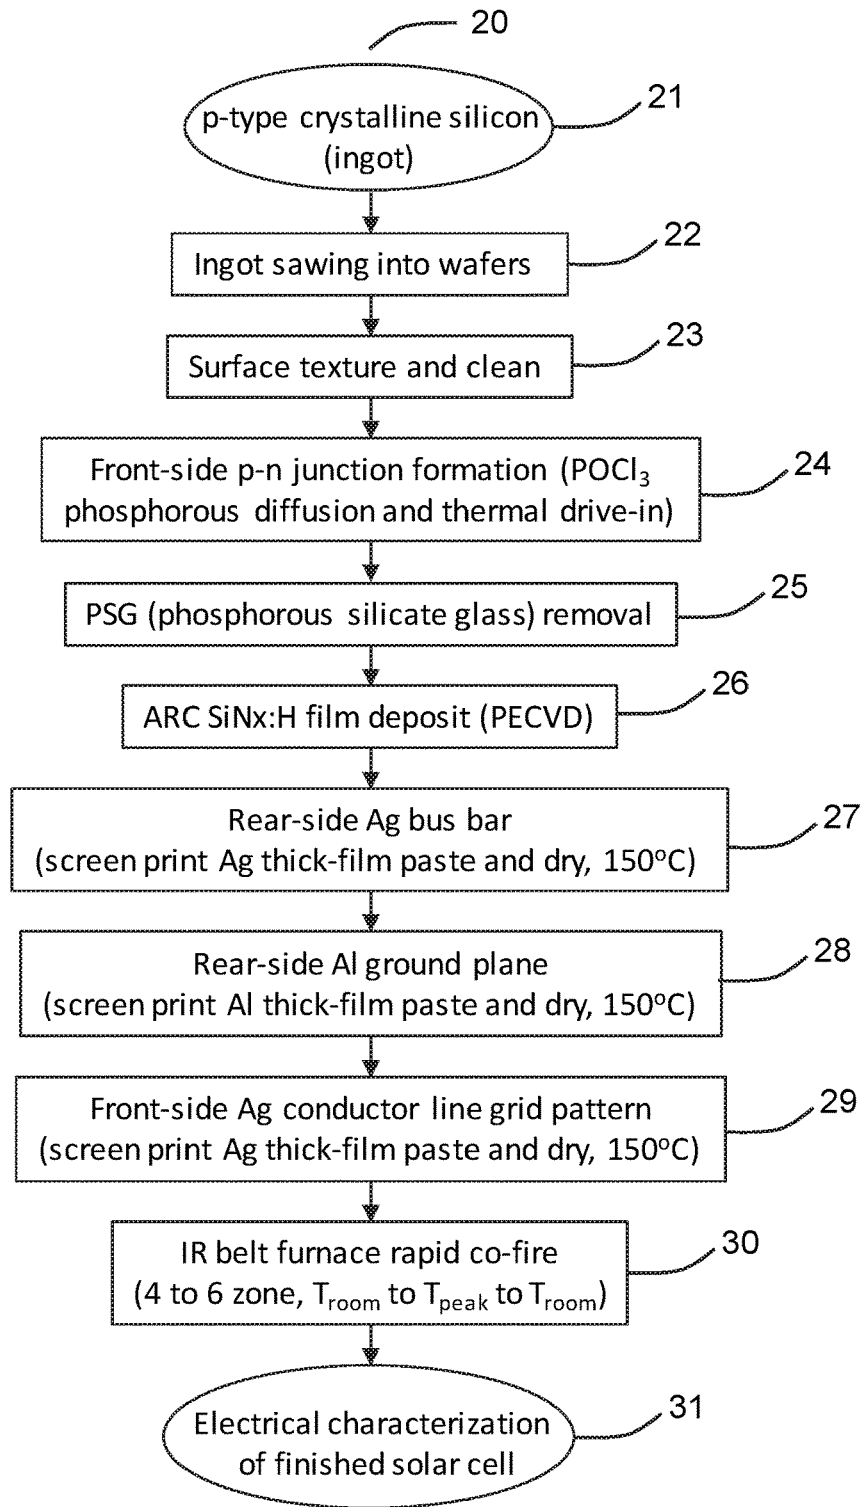 20
p-type crystalline silicon
(ingot)
21
Ingot sawing into wafers
22
Surface texture and clean
23
Front-side p-n junction formation (POCl₃
phosphorous diffusion and thermal drive-in)
24
PSG (phosphorous silicate glass) removal
25
ARC SiNx:H film deposit (PECVD)
26
Rear-side Ag bus bar
(screen print Ag thick-film paste and dry, 150°C)
27
Rear-side Al ground plane
(screen print Al thick-film paste and dry, 150°C)
28
Front-side Ag conductor line grid pattern
(screen print Ag thick-film paste and dry, 150°C)
29
IR belt furnace rapid co-fire
(4 to 6 zone, T_room to T_peak to T_room)
30
Electrical characterization
of finished solar cell
31